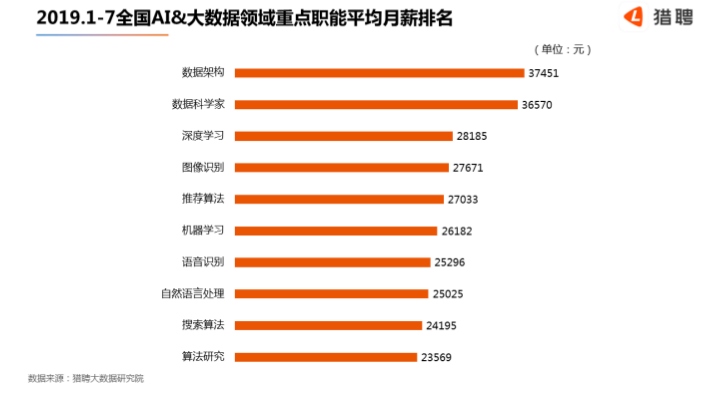 2019.1-7全国AI&大数据领域重点职能平均月薪排名
猎聘
（单位：元）
数据架构 37451
数据科学家 36570
深度学习 28185
图像识别 27671
推荐算法 27033
机器学习 26182
语音识别 25296
自然语言处理 25025
搜索算法 24195
算法研究 23569
数据来源：猎聘大数据研究院